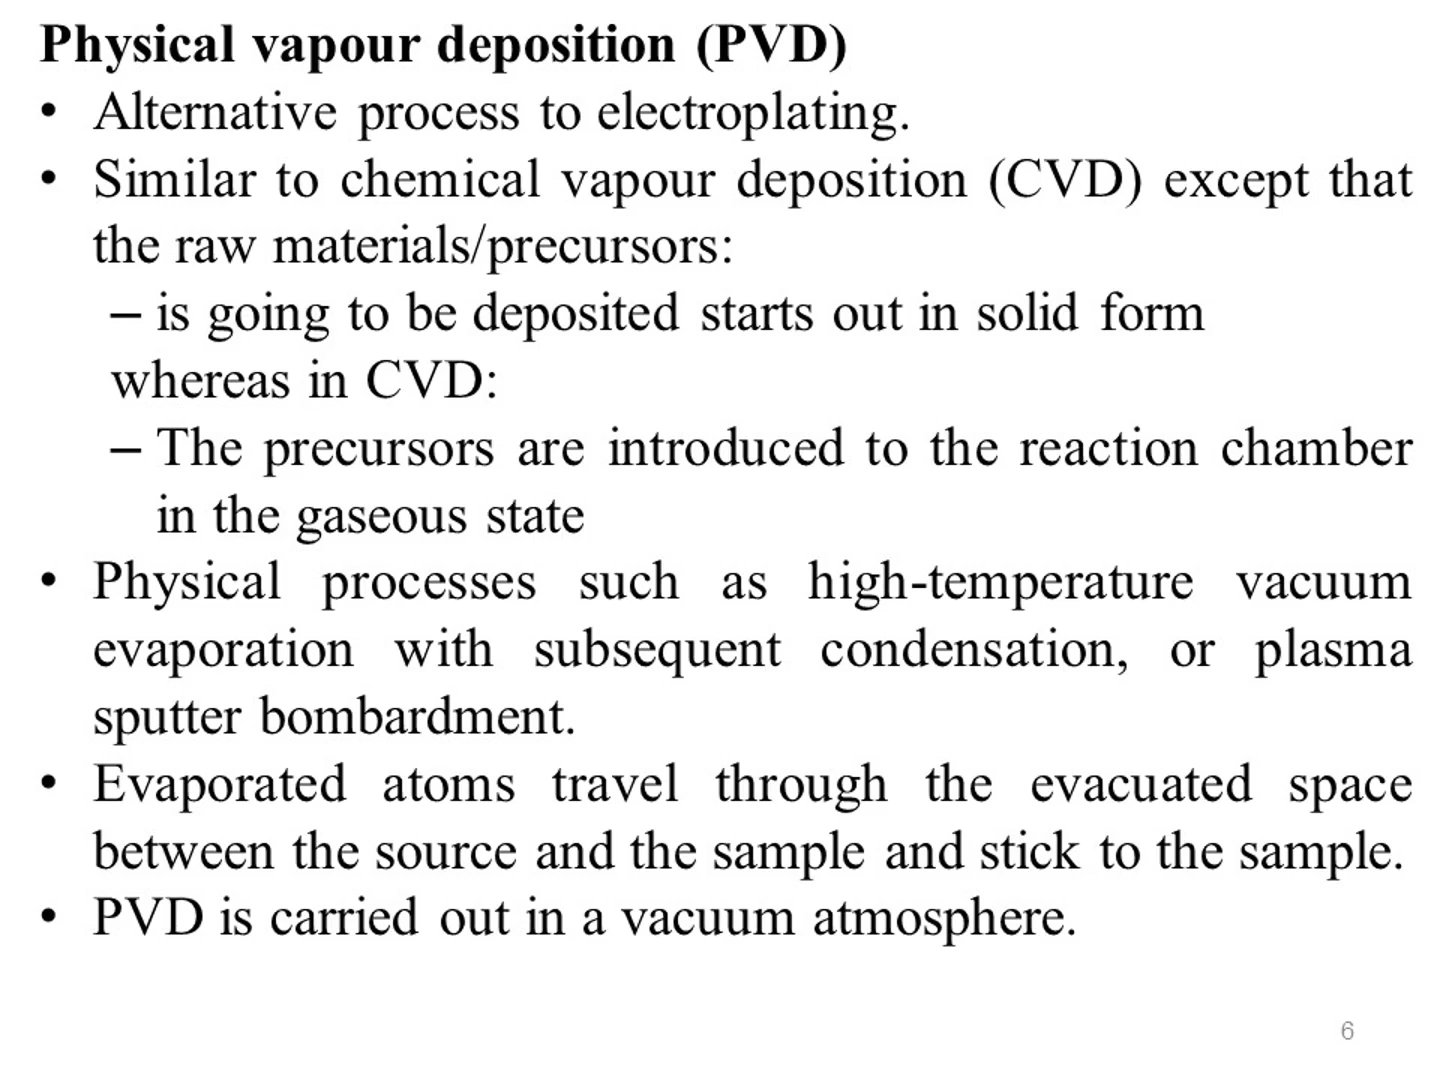 Physical vapour deposition (PVD)
• Alternative process to electroplating.
• Similar to chemical vapour deposition (CVD) except that
the raw materials/precursors:
– is going to be deposited starts out in solid form
whereas in CVD:
– The precursors are introduced to the reaction chamber
in the gaseous state
• Physical processes such as high-temperature vacuum
evaporation with subsequent condensation, or plasma
sputter bombardment.
• Evaporated atoms travel through the evacuated space
between the source and the sample and stick to the sample.
• PVD is carried out in a vacuum atmosphere.
6